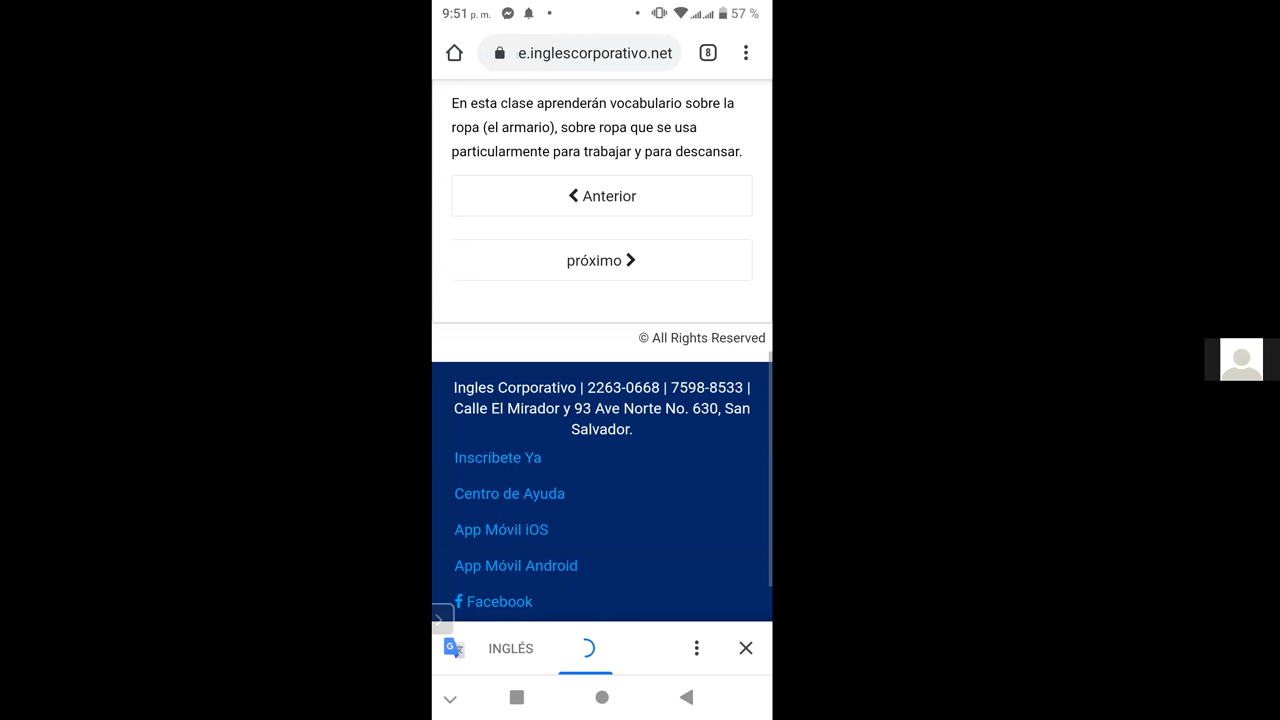 9:51 p. m. 57 %
e.inglescorporativo.net 8
En esta clase aprenderán vocabulario sobre la
ropa (el armario), sobre ropa que se usa
particularmente para trabajar y para descansar.
Anterior
próximo
© All Rights Reserved
Ingles Corporativo | 2263-0668 | 7598-8533 |
Calle El Mirador y 93 Ave Norte No. 630, San
Salvador.
Inscríbete Ya
Centro de Ayuda
App Móvil iOS
App Móvil Android
Facebook
INGLÉS